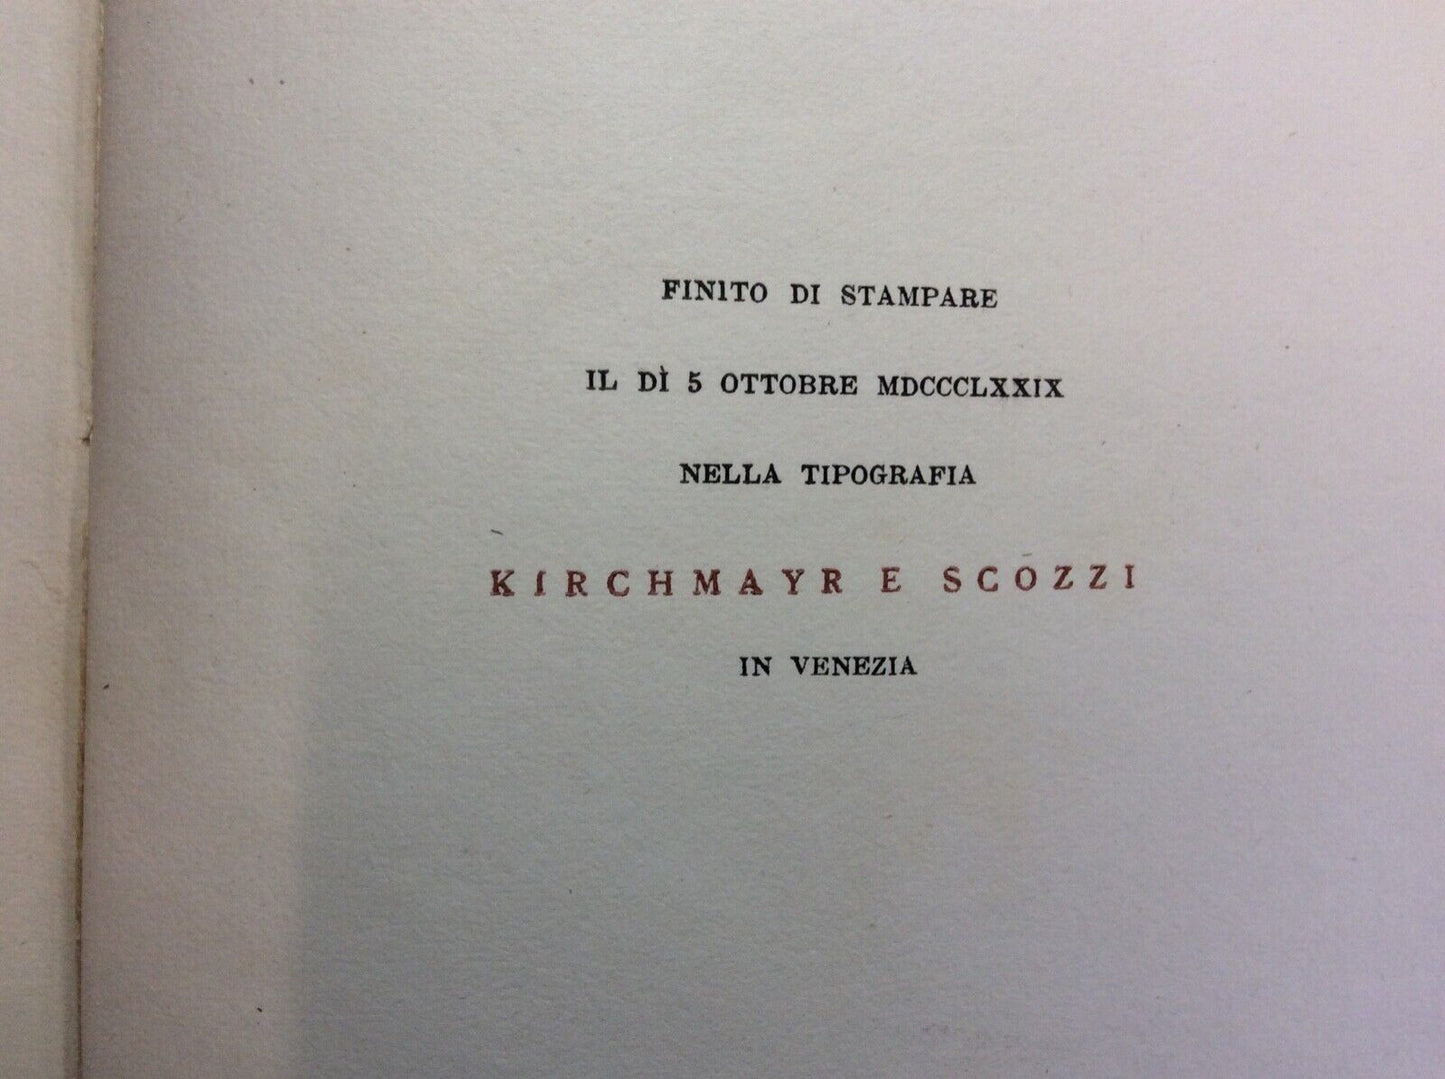 FINITO DI STAMPARE
IL DÌ 5 OTTOBRE MDCCCLXXIX
NELLA TIPOGRAFIA
KIRCHMAYR E SCOZZI
IN VENEZIA